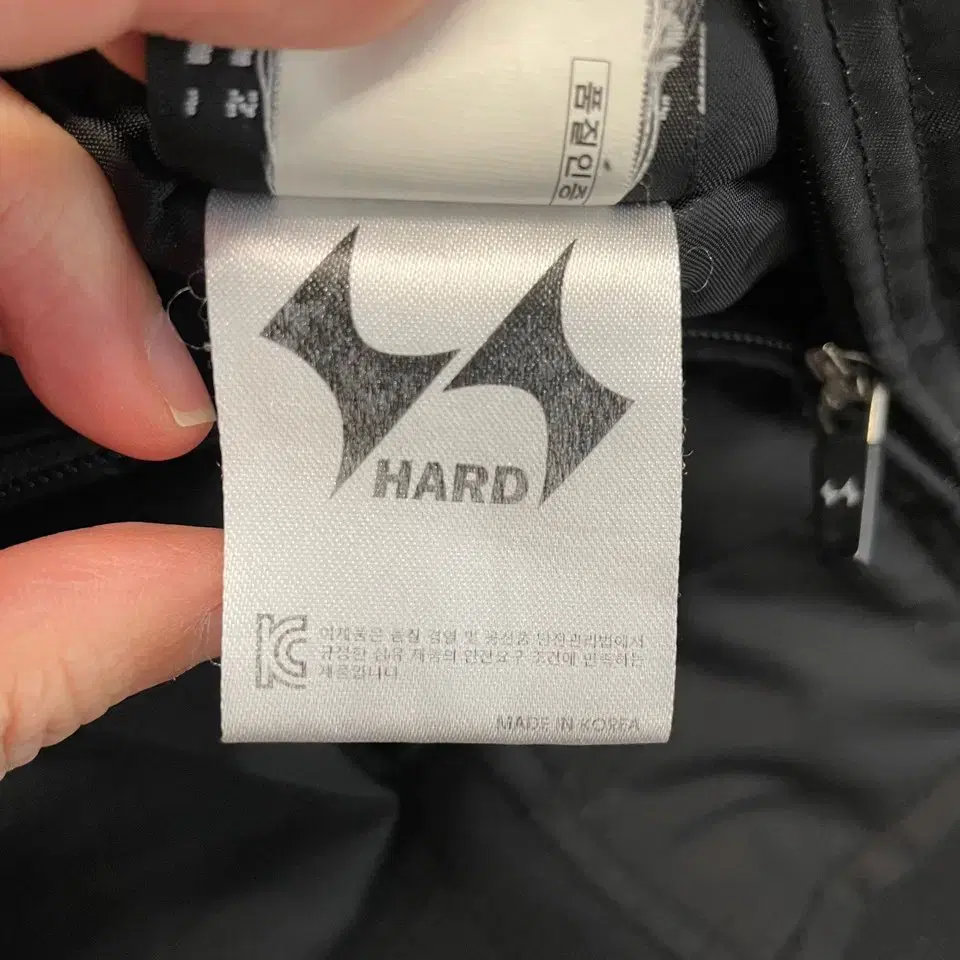 품질인증
HARD
이제품은 품질 경영 및 공산품 안전관리법에서
규정한 섬유 제품의 안전요구 조건에 만족하는
제품입니다
MADE IN KOREA